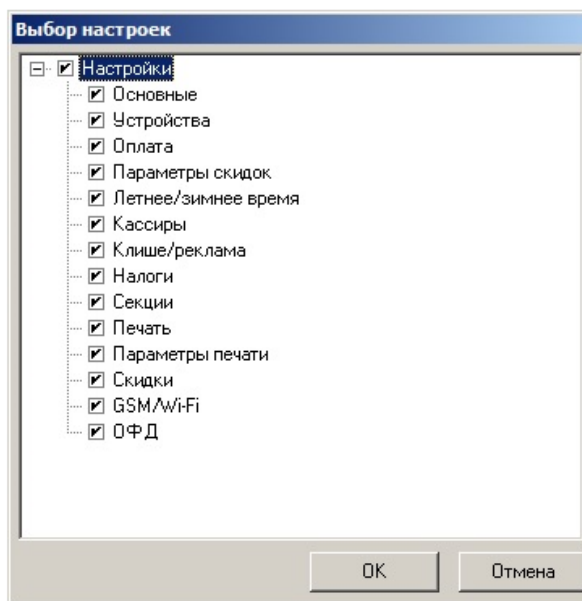 Выбор настроек
Настройки
Основные
Устройства
Оплата
Параметры скидок
Летнее/зимнее время
Кассиры
Клише/реклама
Налоги
Секции
Печать
Параметры печати
Скидки
GSM/Wi-Fi
ОФД
OK Отмена